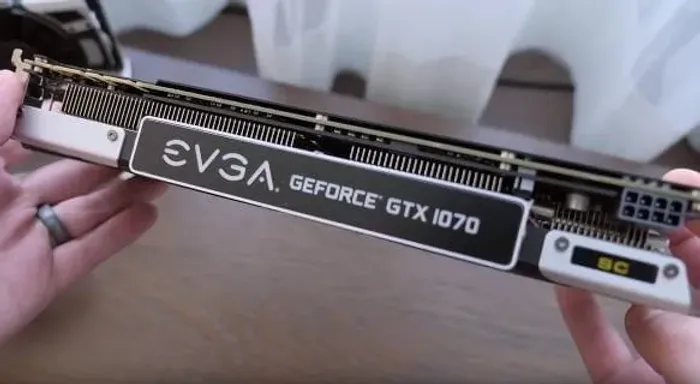 EVGA. GEFORCE® GTX 1070
SC